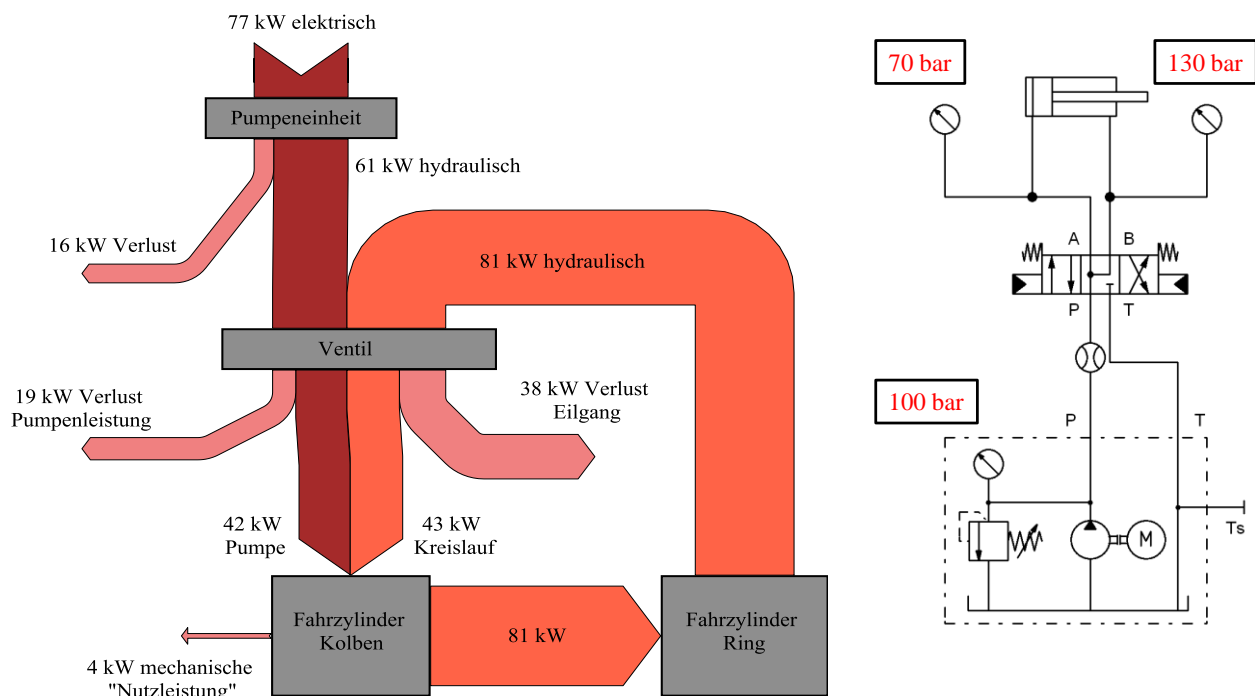 77 kW elektrisch
Pumpeneinheit
61 kW hydraulisch
16 kW Verlust
81 kW hydraulisch
Ventil
19 kW Verlust
Pumpenleistung
38 kW Verlust
Eilgang
42 kW
Pumpe
43 kW
Kreislauf
Fahrzylinder
Kolben
81 kW
Fahrzylinder
Ring
4 kW mechanische
"Nutzleistung"
70 bar
130 bar
A
B
P
T
100 bar
P
T
M
Ts